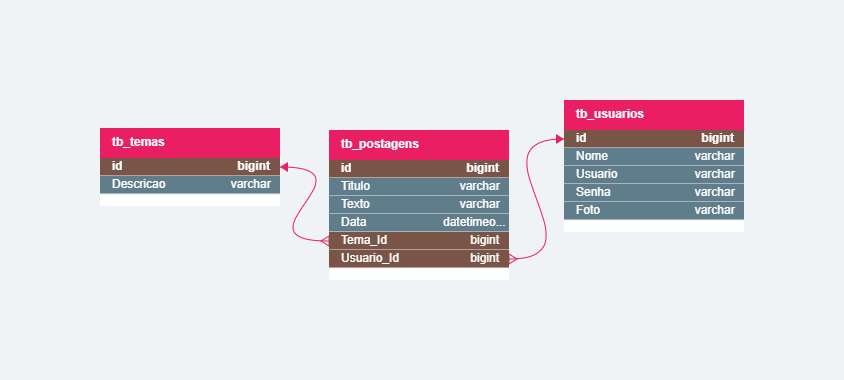 tb_temas
id bigint
Descricao varchar
tb_postagens
id bigint
Titulo varchar
Texto varchar
Data datetimeo...
Tema_Id bigint
Usuario_Id bigint
tb_usuarios
id bigint
Nome varchar
Usuario varchar
Senha varchar
Foto varchar